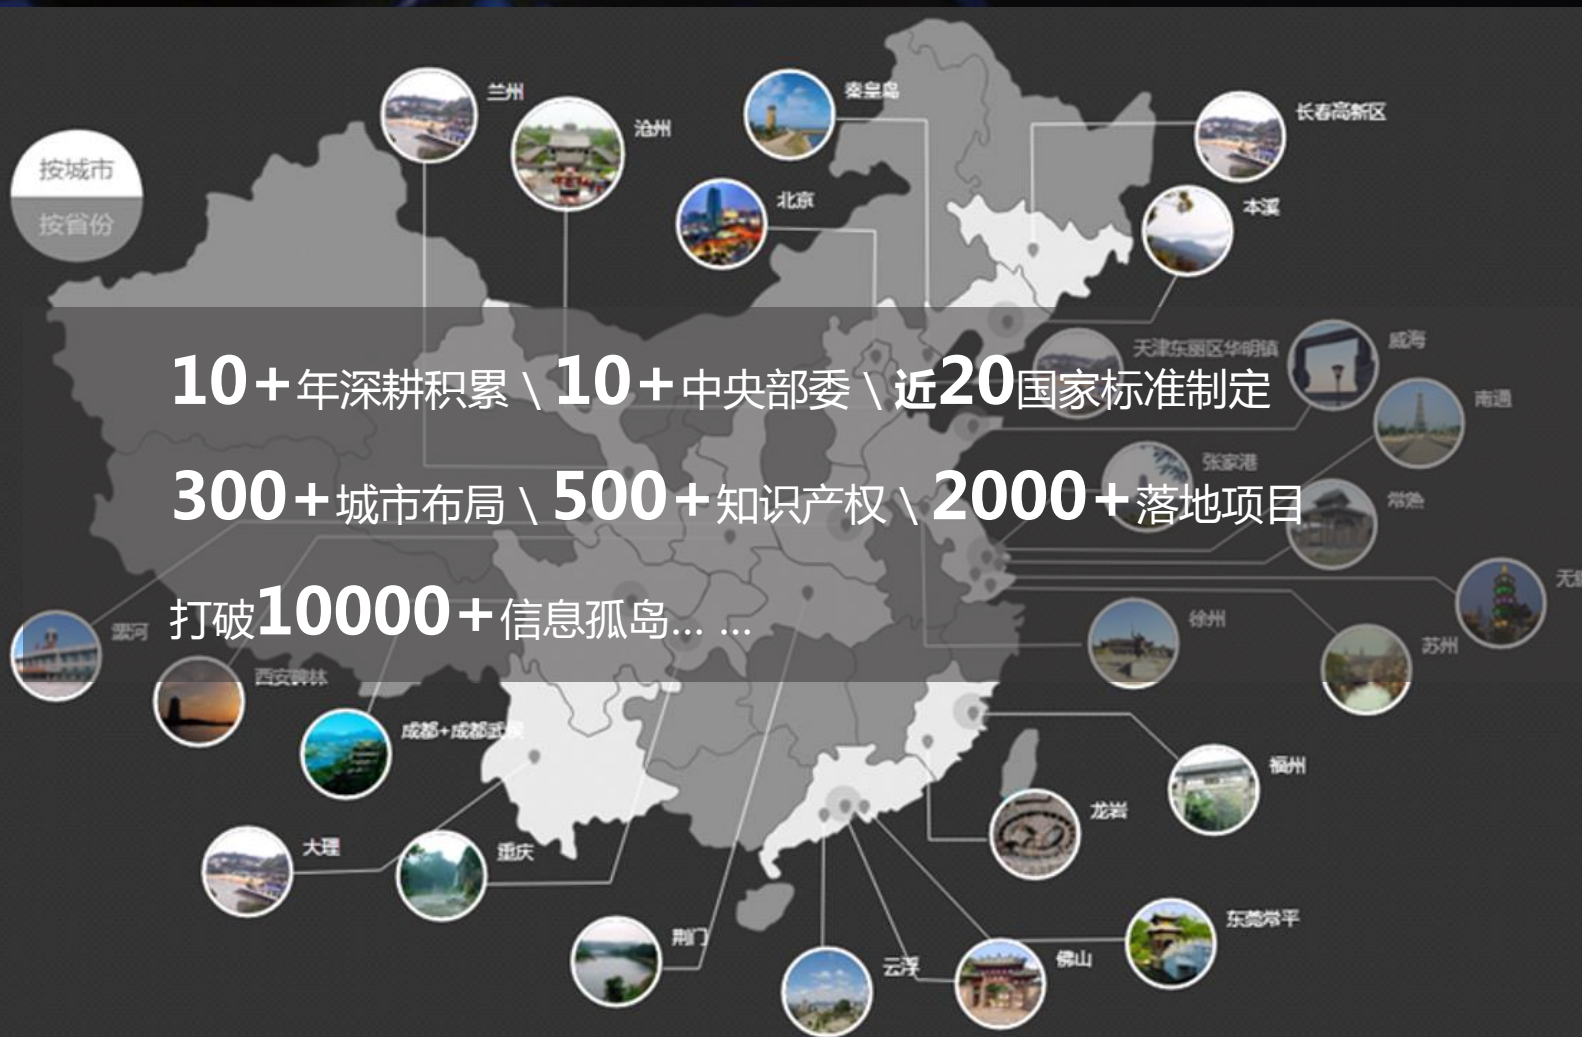 兰州
沧州
秦皇岛
长春高新区
按城市
按省份
北京
本溪
天津东丽区华明镇
威海
10+年深耕积累 \ 10+中央部委 \ 近20国家标准制定
南通
张家港
300+城市布局 \ 500+知识产权 \ 2000+落地项目
常熟
打破10000+信息孤岛... ...
漯河
徐州
苏州
西安碑林
成都+成都武侯
福州
龙岩
大理
重庆
东莞常平
荆门
佛山
云浮